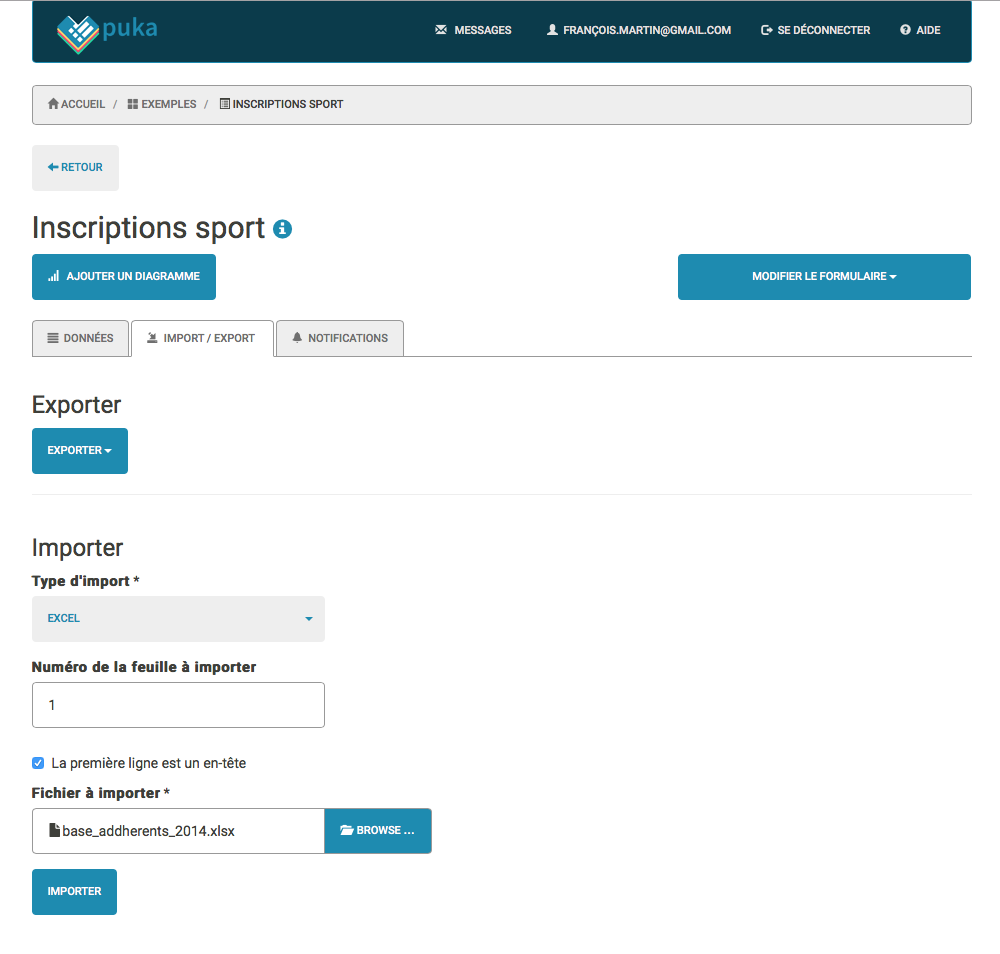 puka
MESSAGES FRANÇOIS.MARTIN@GMAIL.COM SE DÉCONNECTER AIDE
ACCUEIL / EXEMPLES / INSCRIPTIONS SPORT
RETOUR
Inscriptions sport
AJOUTER UN DIAGRAMME MODIFIER LE FORMULAIRE
DONNÉES IMPORT / EXPORT NOTIFICATIONS
Exporter
EXPORTER
Importer
Type d'import *
EXCEL
Numéro de la feuille à importer
1
La première ligne est un en-tête
Fichier à importer *
base_addherents_2014.xlsx BROWSE ...
IMPORTER